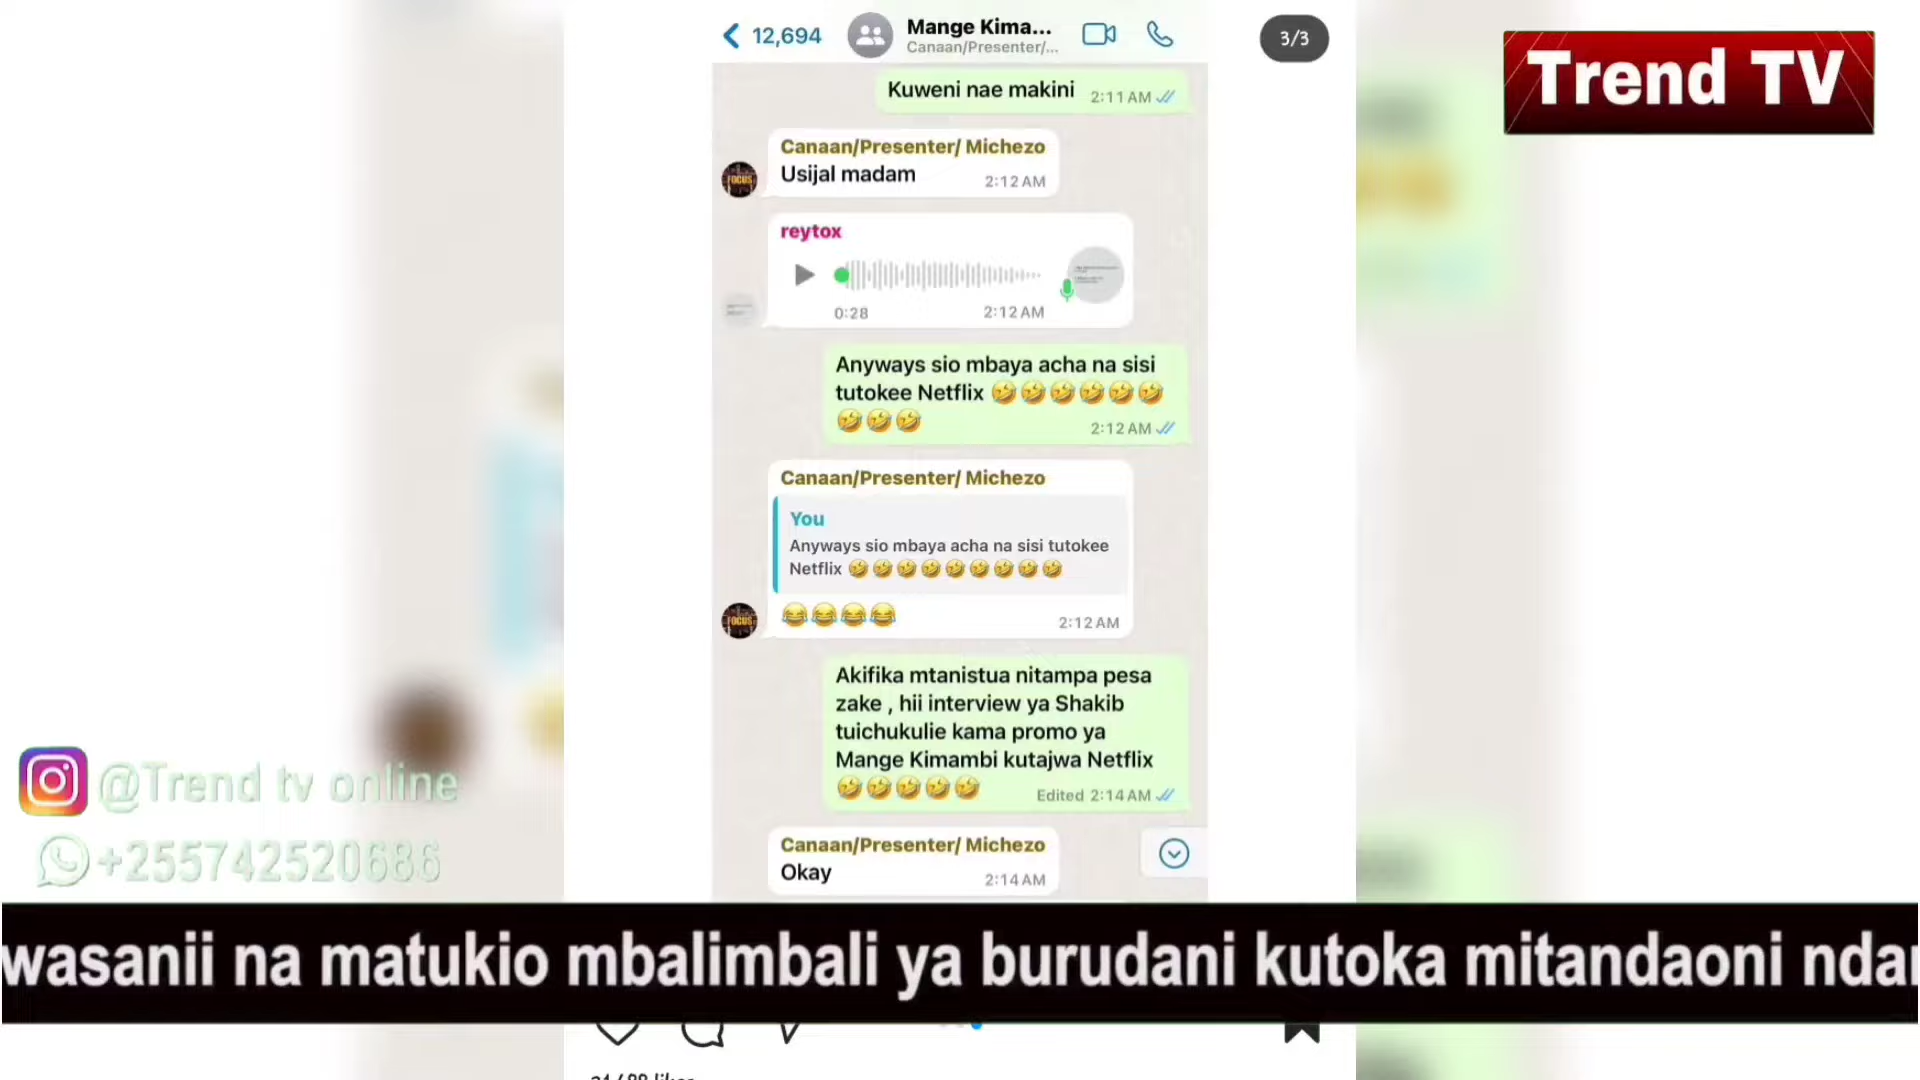 12,694
Mange Kima...
Canaan/Presenter/...
3/3
Trend TV
Kuweni nae makini
2:11 AM
Canaan/Presenter/ Michezo
Usijal madam
2:12 AM
FOCUS
reytox
0:28
2:12 AM
Anyways sio mbaya acha na sisi
tutokee Netflix 🤣🤣🤣🤣🤣🤣
🤣🤣🤣
2:12 AM
Canaan/Presenter/ Michezo
You
Anyways sio mbaya acha na sisi tutokee
Netflix 🤣🤣🤣🤣🤣🤣🤣🤣🤣
😂😂😂😂
2:12 AM
FOCUS
Akifika mtanistua nitampa pesa
zake , hii interview ya Shakib
tuichukulie kama promo ya
Mange Kimambi kutajwa Netflix
🤣🤣🤣🤣🤣
Edited 2:14 AM
Canaan/Presenter/ Michezo
Okay
2:14 AM
@Trend tv online
+255742520686
wasanii na matukio mbalimbali ya burudani kutoka mitandaoni ndan